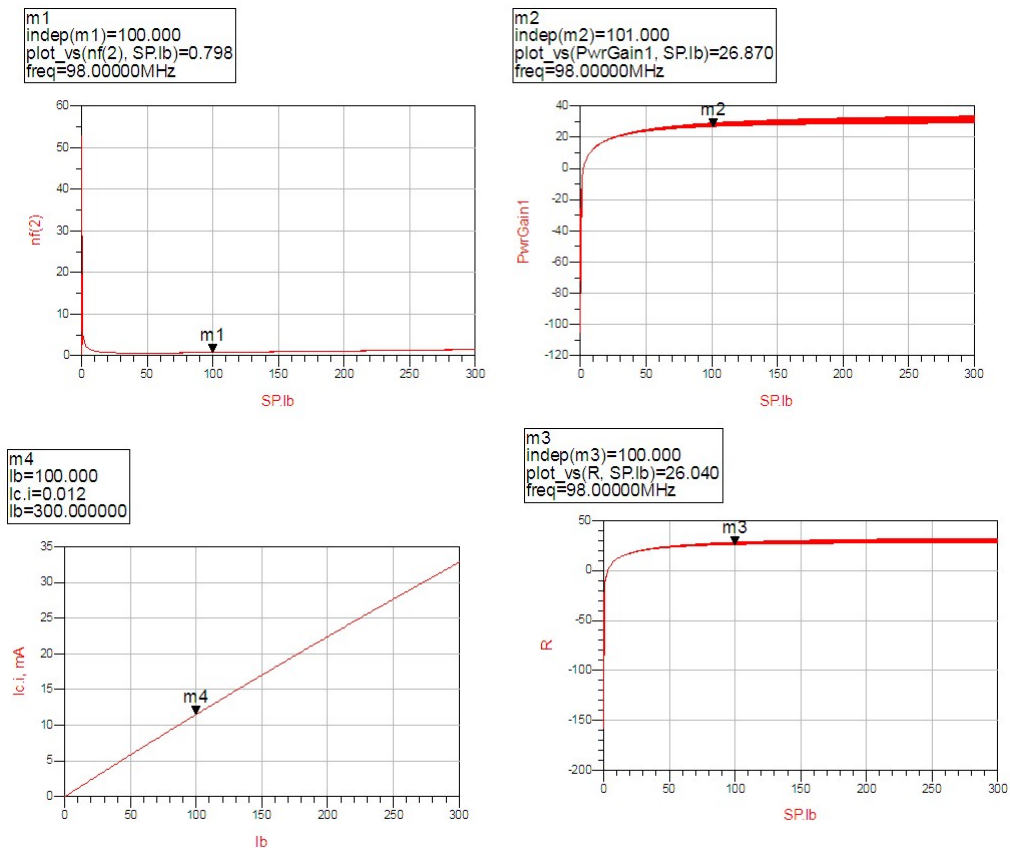 m1
indep(m1)=100.000
plot_vs(nf(2), SP.Ib)=0.798
freq=98.00000MHz
m2
indep(m2)=101.000
plot_vs(PwrGain1, SP.Ib)=26.870
freq=98.00000MHz
60
50
40
30
20
10
0
nf(2)
m1
0 50 100 150 200 250 300
SP.Ib
40
20
0
-20
-40
-60
-80
-100
-120
PwrGain1
m2
0 50 100 150 200 250 300
SP.Ib
m4
Ib=100.000
Ic.i=0.012
Ib=300.000000
m3
indep(m3)=100.000
plot_vs(R, SP.Ib)=26.040
freq=98.00000MHz
35
30
25
20
15
10
5
0
Ic.i, mA
m4
0 50 100 150 200 250 300
Ib
50
0
-50
-100
-150
-200
R
m3
0 50 100 150 200 250 300
SP.Ib